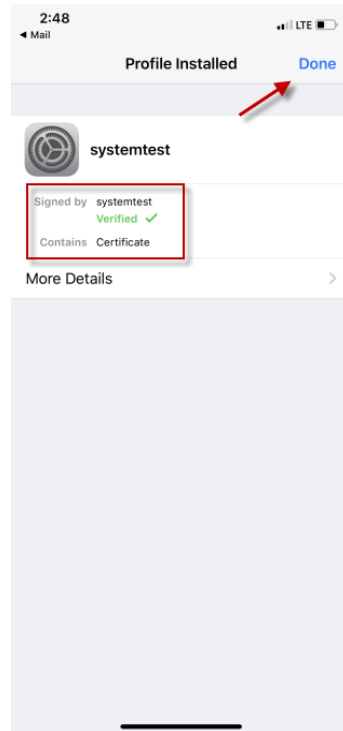 2:48
LTE
◀ Mail
Profile Installed
Done
systemtest
Signed by systemtest
Verified ✓
Contains Certificate
More Details